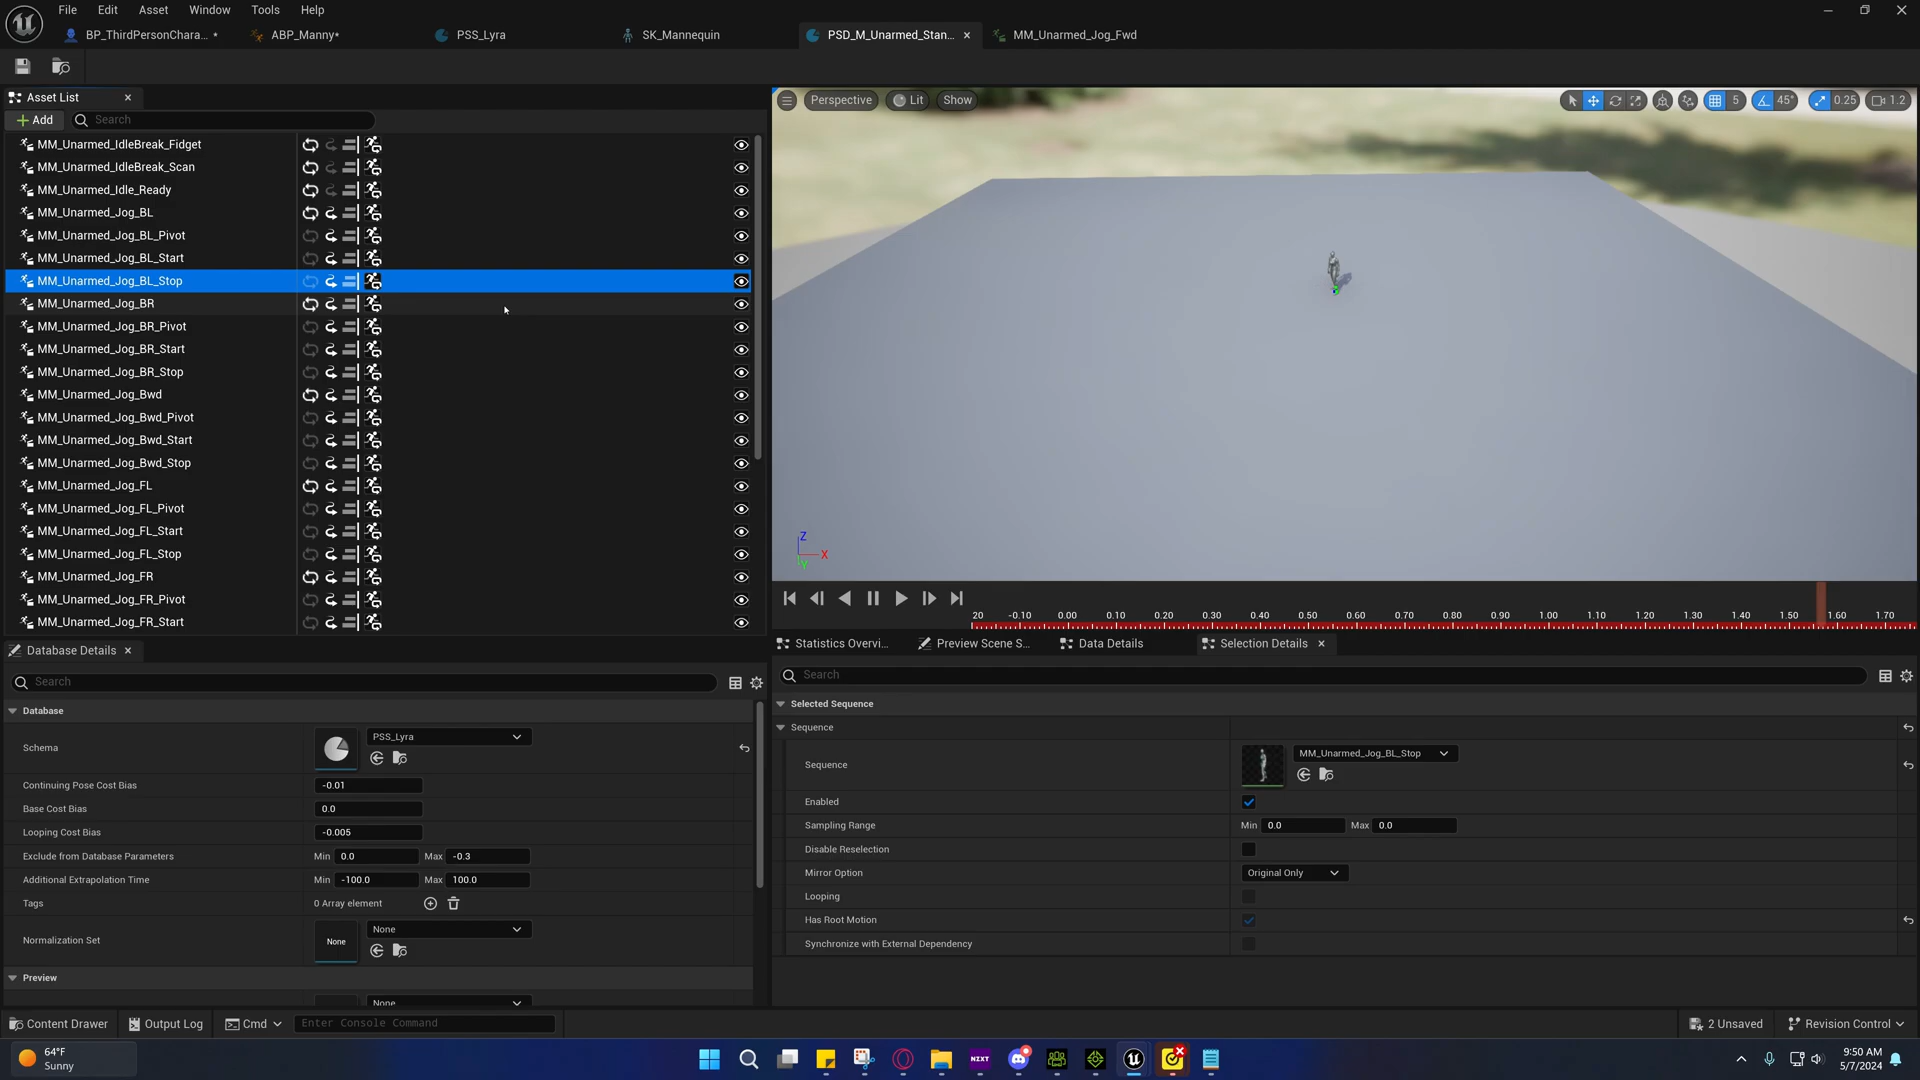 File Edit Asset Window Tools Help
BP_ThirdPersonChara... * ABP_Manny* PSS_Lyra SK_Mannequin PSD_M_Unarmed_Stan... MM_Unarmed_Jog_Fwd
Asset List
Add Search
MM_Unarmed_IdleBreak_Fidget
MM_Unarmed_IdleBreak_Scan
MM_Unarmed_Idle_Ready
MM_Unarmed_Jog_BL
MM_Unarmed_Jog_BL_Pivot
MM_Unarmed_Jog_BL_Start
MM_Unarmed_Jog_BL_Stop
MM_Unarmed_Jog_BR
MM_Unarmed_Jog_BR_Pivot
MM_Unarmed_Jog_BR_Start
MM_Unarmed_Jog_BR_Stop
MM_Unarmed_Jog_Bwd
MM_Unarmed_Jog_Bwd_Pivot
MM_Unarmed_Jog_Bwd_Start
MM_Unarmed_Jog_Bwd_Stop
MM_Unarmed_Jog_FL
MM_Unarmed_Jog_FL_Pivot
MM_Unarmed_Jog_FL_Start
MM_Unarmed_Jog_FL_Stop
MM_Unarmed_Jog_FR
MM_Unarmed_Jog_FR_Pivot
MM_Unarmed_Jog_FR_Start
Perspective Lit Show 5 45° 0.25 1.2
Z
X
Y
20 -0.10 0.00 0.10 0.20 0.30 0.40 0.50 0.60 0.70 0.80 0.90 1.00 1.10 1.20 1.30 1.40 1.50 1.60 1.70
Database Details
Search
Database
Schema PSS_Lyra
Continuing Pose Cost Bias -0.01
Base Cost Bias 0.0
Looping Cost Bias -0.005
Exclude from Database Parameters Min 0.0 Max -0.3
Additional Extrapolation Time Min -100.0 Max 100.0
Tags 0 Array element
Normalization Set None None
Preview
None
Statistics Overvi... Preview Scene S... Data Details Selection Details
Search
Selected Sequence
Sequence
Sequence MM_Unarmed_Jog_BL_Stop
Enabled
Sampling Range Min 0.0 Max 0.0
Disable Reselection
Mirror Option Original Only
Looping
Has Root Motion
Synchronize with External Dependency
Content Drawer Output Log Cmd Enter Console Command 2 Unsaved Revision Control
64°F
Sunny
NZXT
9:50 AM
5/7/2024